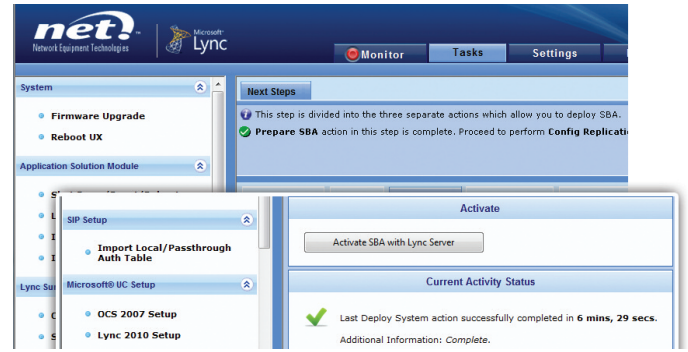 net.
Network Equipment Technologies
Microsoft®
Lync
Monitor
Tasks
Settings
System
Firmware Upgrade
Reboot UX
Application Solution Module
Next Steps
This step is divided into the three separate actions which allow you to deploy SBA.
Prepare SBA action in this step is complete. Proceed to perform Config
SIP Setup
Import Local/Passthrough
Auth Table
Microsoft® UC Setup
OCS 2007 Setup
Lync 2010 Setup
Activate
Activate SBA with Lync Server
Current Activity Status
Last Deploy System action successfully completed in 6 mins, 29 secs.
Additional Information: Complete.